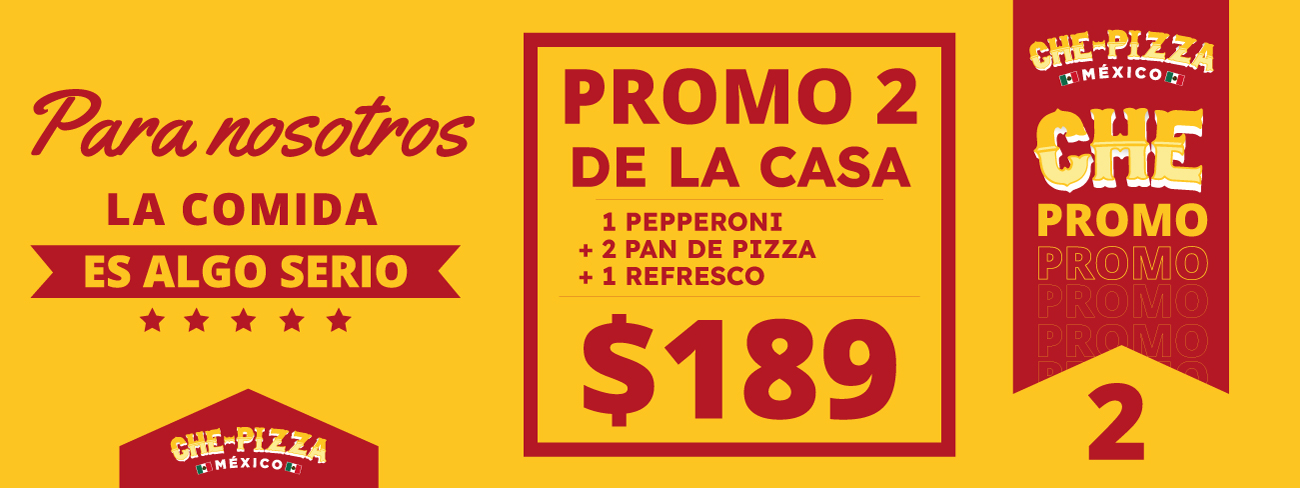 Para nosotros
LA COMIDA
ES ALGO SERIO
CHE-PIZZA
MÉXICO
PROMO 2
DE LA CASA
1 PEPPERONI
+ 2 PAN DE PIZZA
+ 1 REFRESCO
$189
CHE-PIZZA
MÉXICO
CHE
PROMO
PROMO
PROMO
PROMO
2